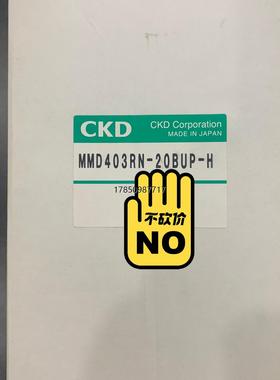 CKD
CKD Corporation
MADE IN JAPAN
MMD403RN-20BUP-H
17850987717
不砍价
NO